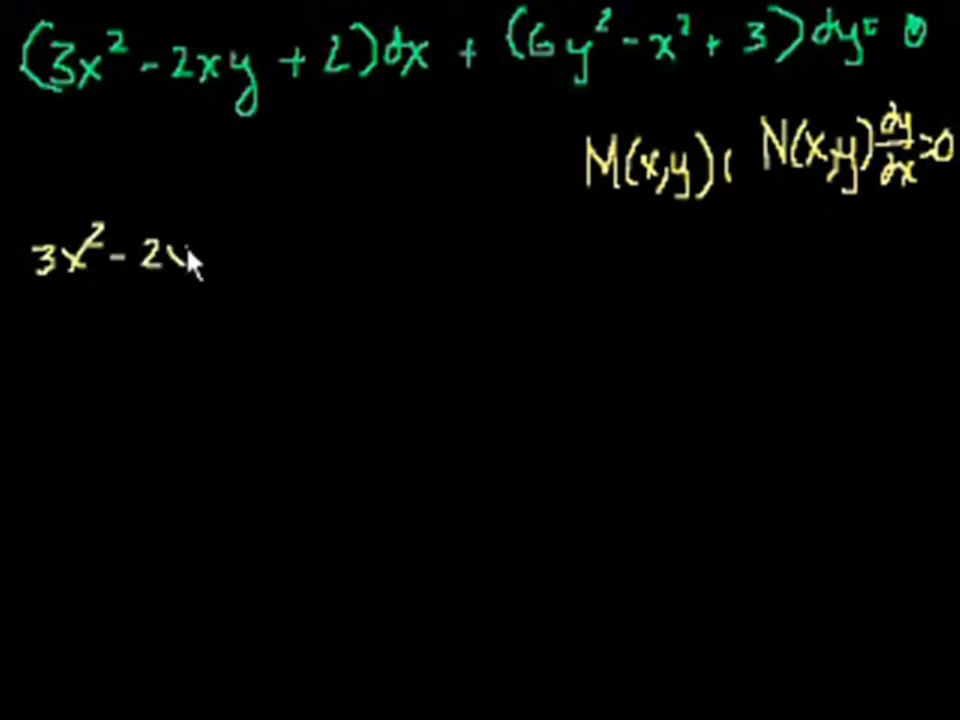 (3x² - 2xy + 2)dx + (6y² - x² + 3)dy = 0
M(x,y) ( N(x,y) dy/dx = 0
3x² - 2